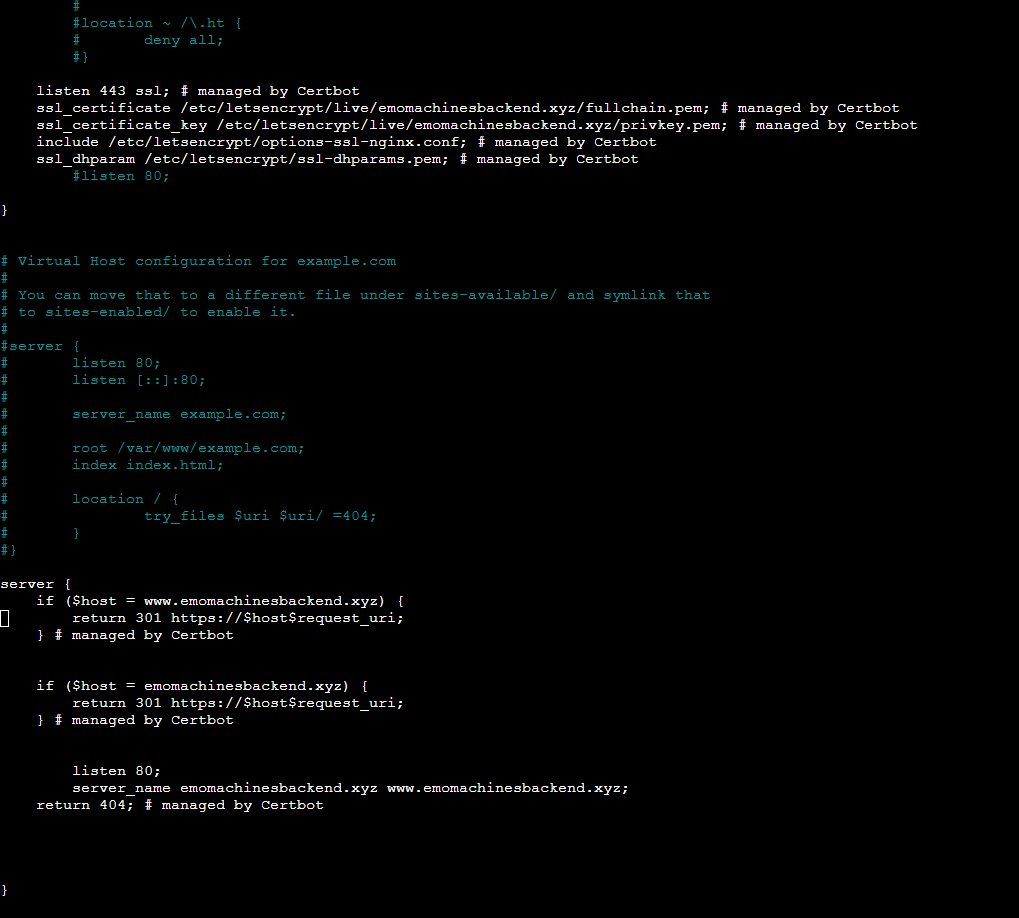 #
        #location ~ /\.ht {
        #       deny all;
        #}
    listen 443 ssl; # managed by Certbot
    ssl_certificate /etc/letsencrypt/live/emomachinesbackend.xyz/fullchain.pem; # managed by Certbot
    ssl_certificate_key /etc/letsencrypt/live/emomachinesbackend.xyz/privkey.pem; # managed by Certbot
    include /etc/letsencrypt/options-ssl-nginx.conf; # managed by Certbot
    ssl_dhparam /etc/letsencrypt/ssl-dhparams.pem; # managed by Certbot
        #listen 80;
}
# Virtual Host configuration for example.com
#
# You can move that to a different file under sites-available/ and symlink that
# to sites-enabled/ to enable it.
#
#server {
#       listen 80;
#       listen [::]:80;
#
#       server_name example.com;
#
#       root /var/www/example.com;
#       index index.html;
#
#       location / {
#               try_files $uri $uri/ =404;
#       }
#}
server {
    if ($host = www.emomachinesbackend.xyz) {
        return 301 https://$host$request_uri;
    } # managed by Certbot
    if ($host = emomachinesbackend.xyz) {
        return 301 https://$host$request_uri;
    } # managed by Certbot
        listen 80;
        server_name emomachinesbackend.xyz www.emomachinesbackend.xyz;
    return 404; # managed by Certbot
}